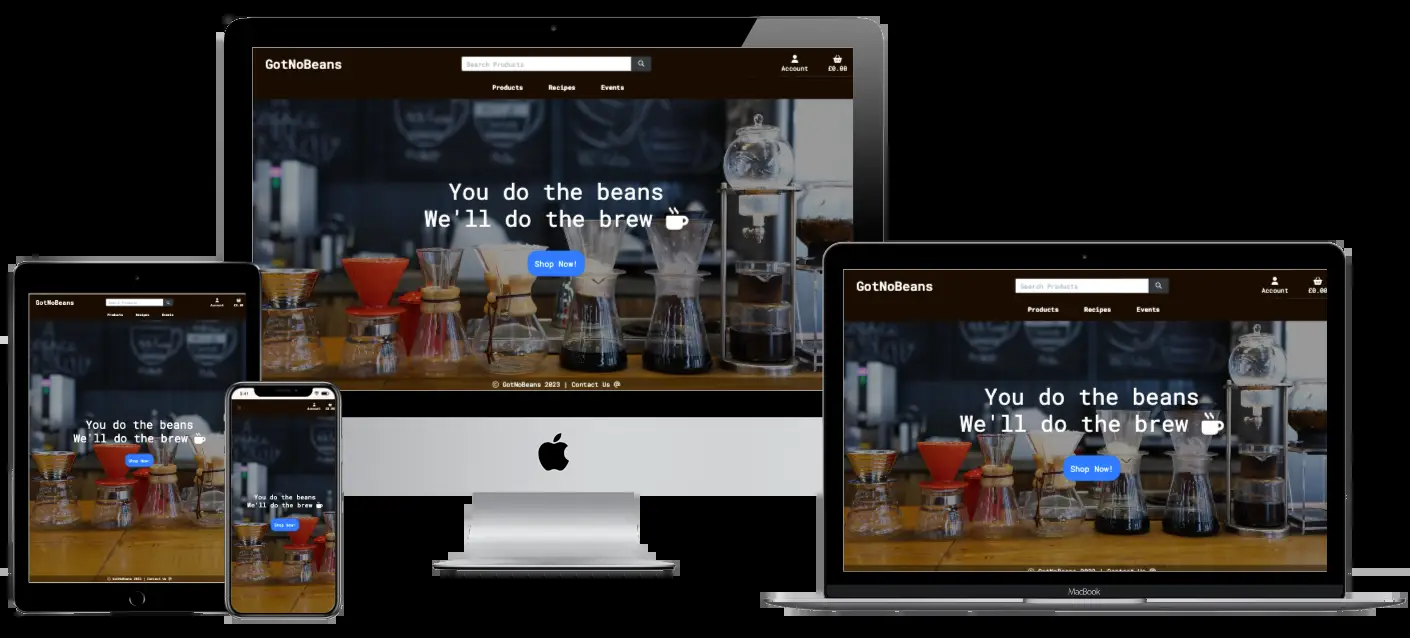 GotNoBeans
Search Products
Account
£0.00
Products Recipes Events
You do the beans
We'll do the brew
Shop Now!
© GotNoBeans 2023 | Contact Us @
GotNoBeans
Search Products
Account
£0.00
Products Recipes Events
You do the beans
We'll do the brew
Shop Now!
© GotNoBeans 2023 | Contact Us @
MacBook
GotNoBeans
Search Products
Account
£0.00
Products Recipes Events
You do the beans
We'll do the brew
Shop Now!
© GotNoBeans 2023 | Contact Us @
Account
£0.00
You do the beans
We'll do the brew
Shop Now!